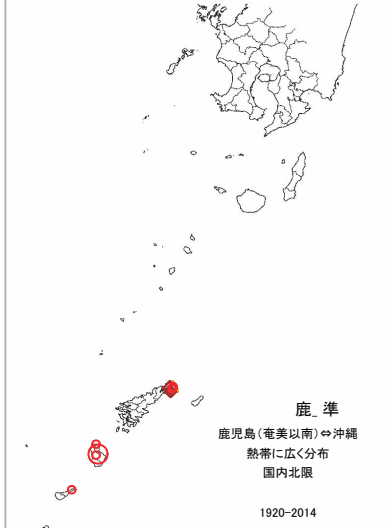 鹿_準
鹿児島(奄美以南)⇔沖縄
熱帯に広く分布
国内北限
1920-2014